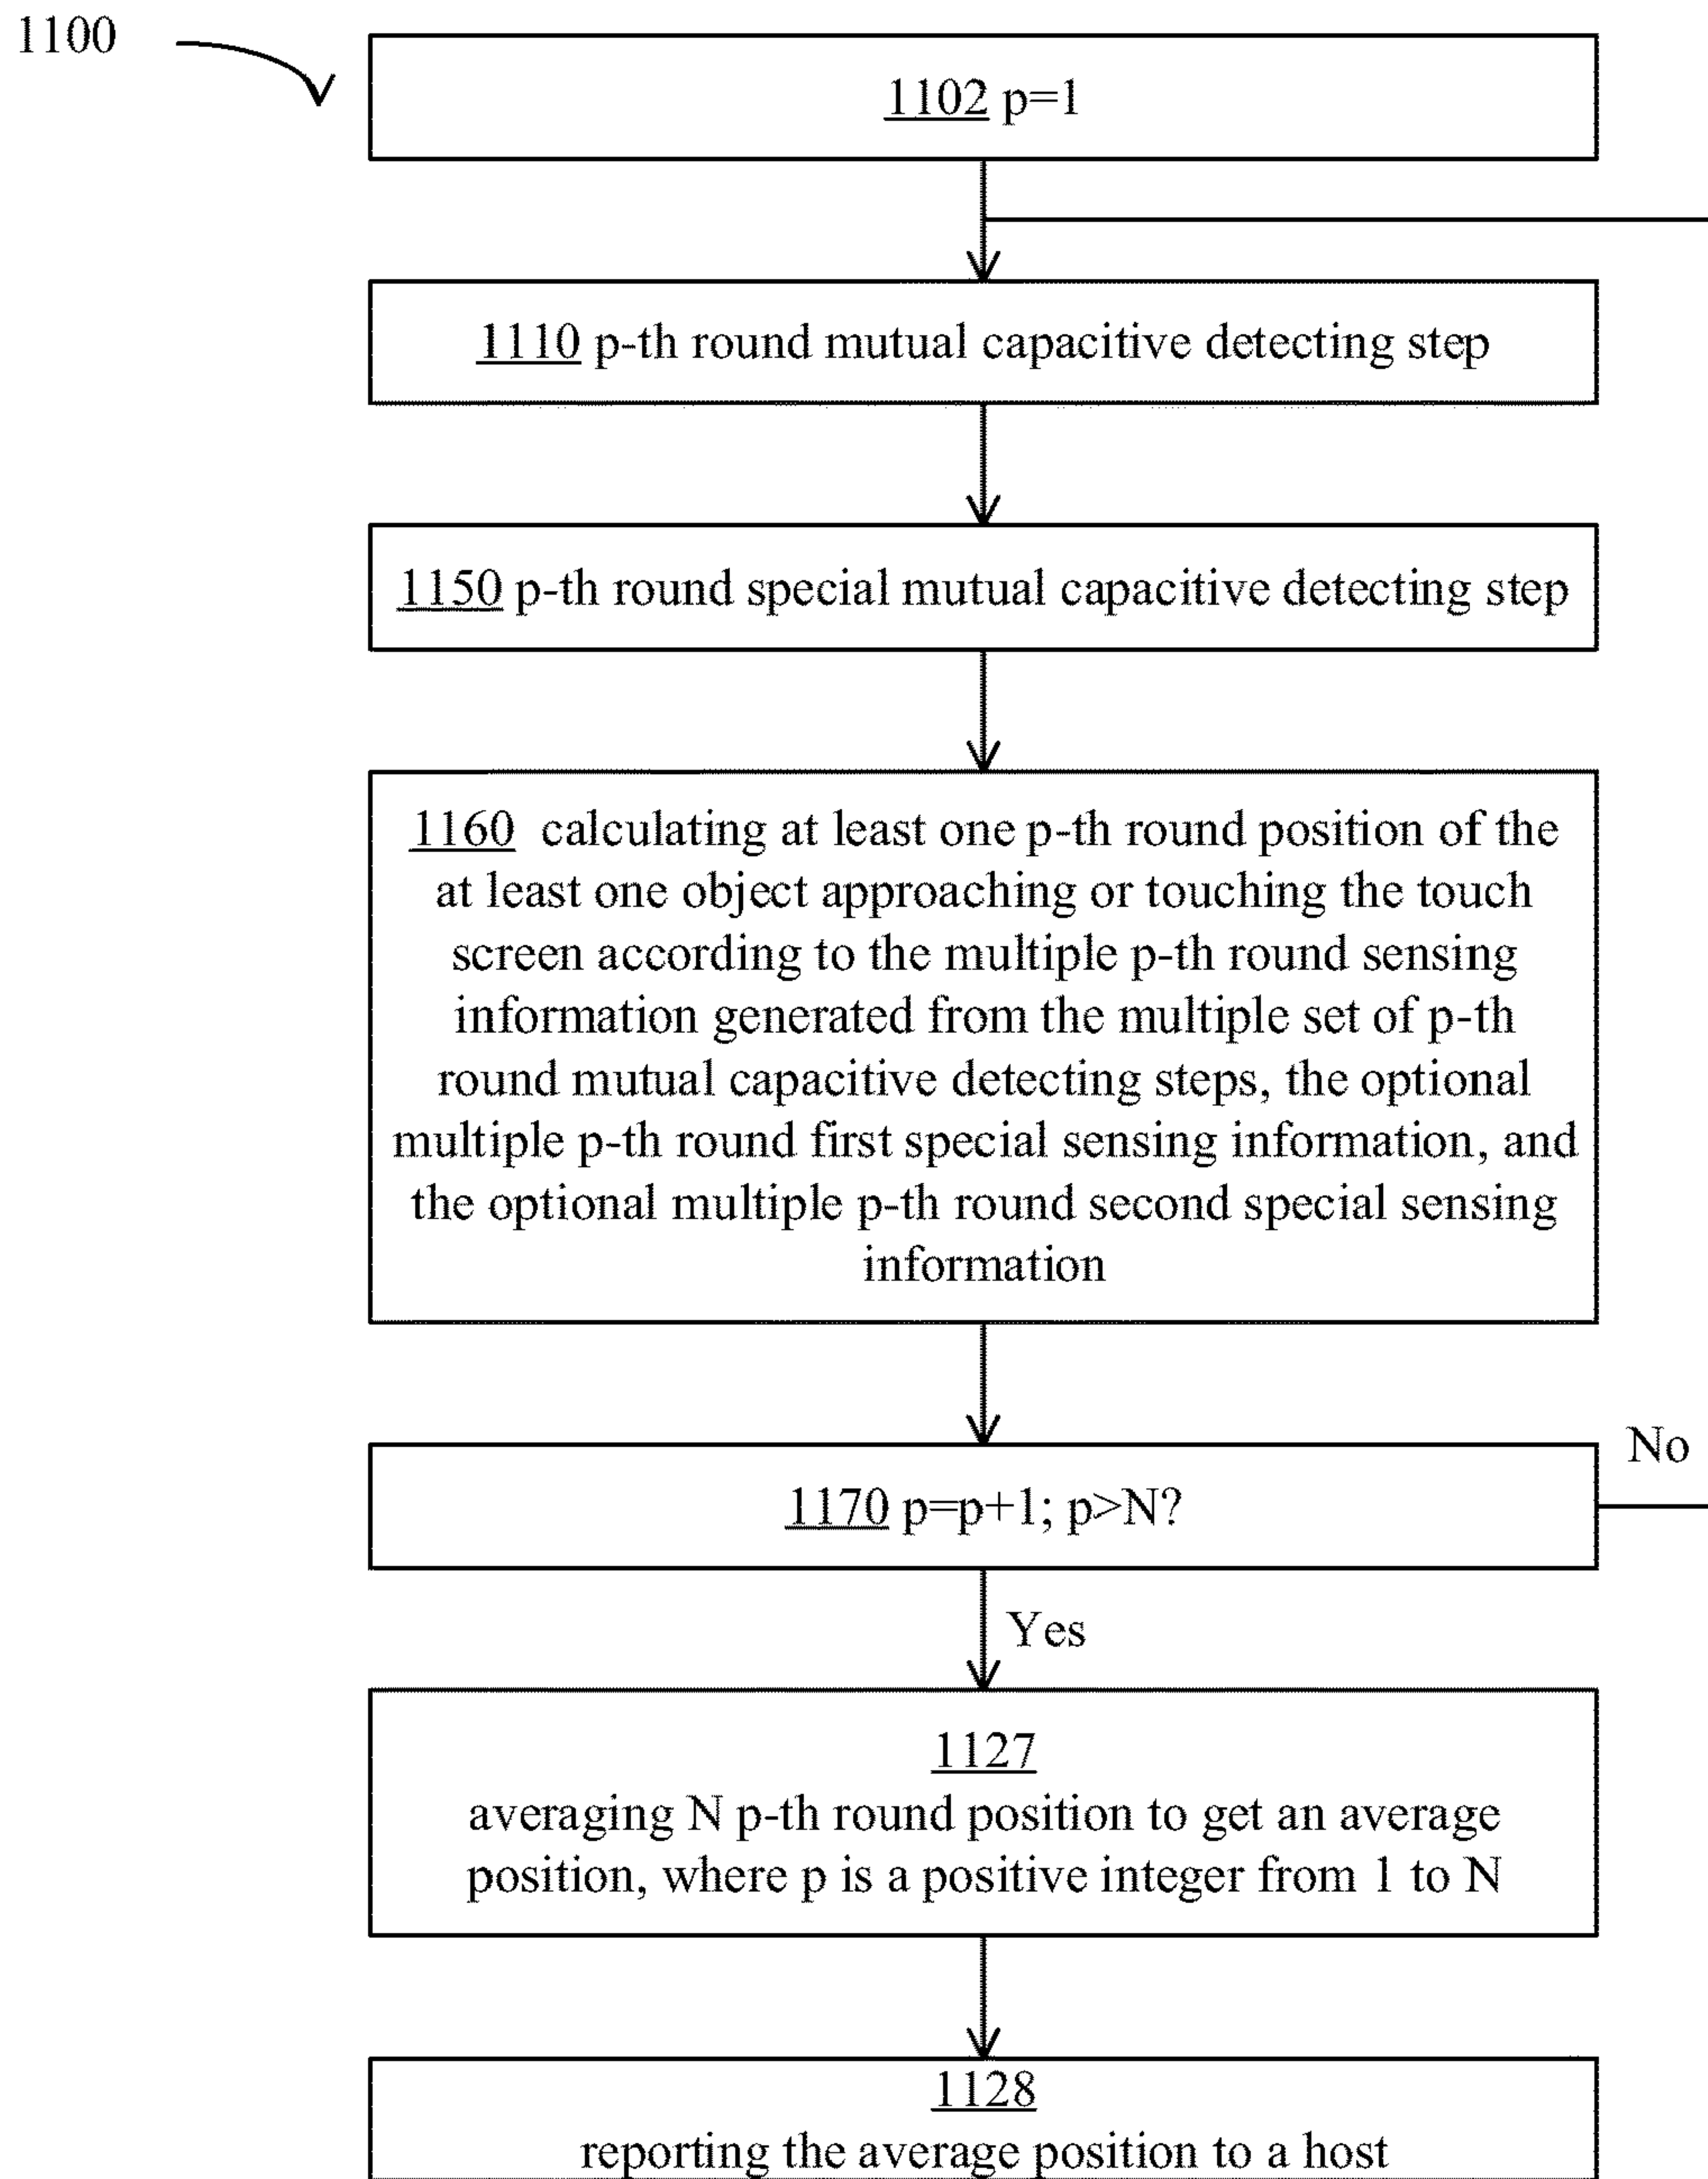 1100
1102 p=1
1110 p-th round mutual capacitive detecting step
1150 p-th round special mutual capacitive detecting step
1160 calculating at least one p-th round position of the
at least one object approaching or touching the touch
screen according to the multiple p-th round sensing
information generated from the multiple set of p-th
round mutual capacitive detecting steps, the optional
multiple p-th round first special sensing information, and
the optional multiple p-th round second special sensing
information
No
1170 p=p+1; p>N?
Yes
1127
averaging N p-th round position to get an average
position, where p is a positive integer from 1 to N
1128
reporting the average position to a host